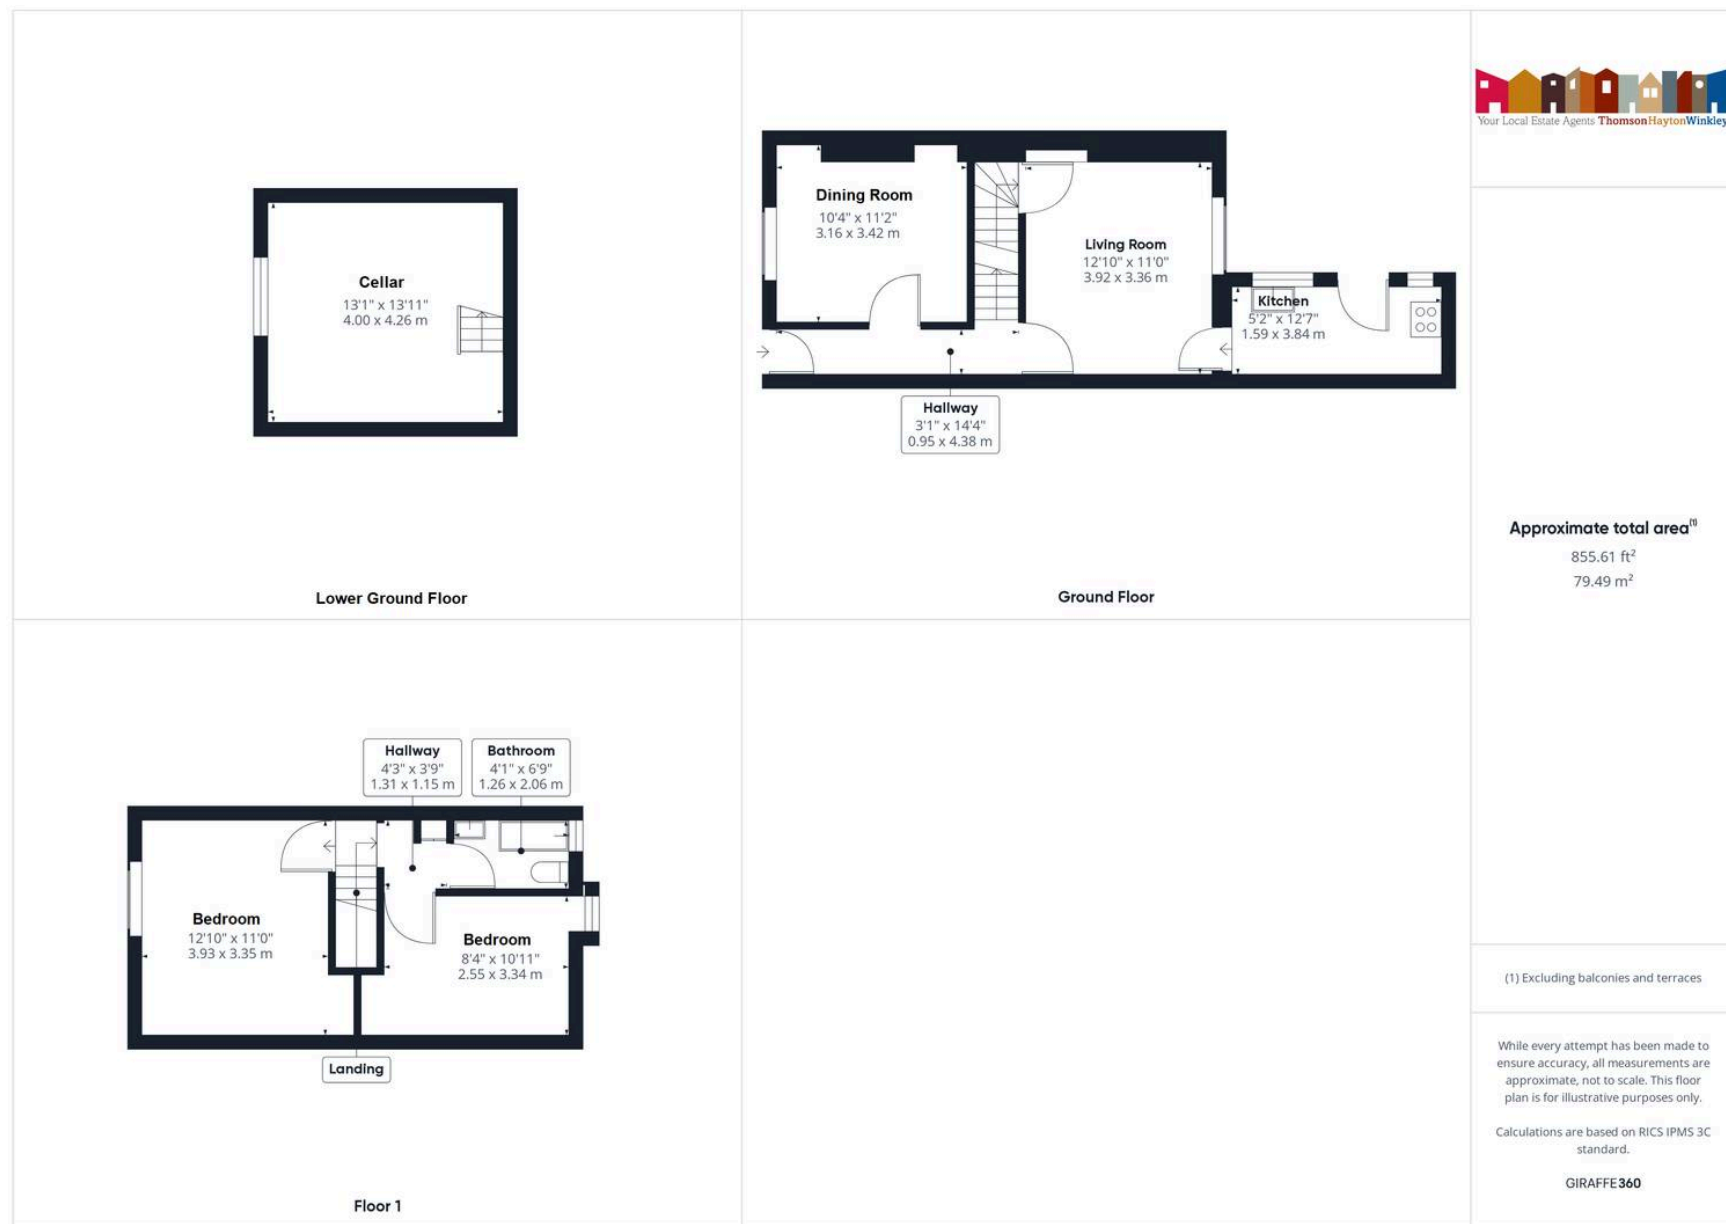 Cellar
13'1" x 13'11"
4.00 x 4.26 m
Lower Ground Floor
Dining Room
10'4" x 11'2"
3.16 x 3.42 m
Living Room
12'10" x 11'0"
3.92 x 3.36 m
Kitchen
5'2" x 12'7"
1.59 x 3.84 m
Hallway
3'1" x 14'4"
0.95 x 4.38 m
Ground Floor
Hallway
4'3" x 3'9"
1.31 x 1.15 m
Bathroom
4'1" x 6'9"
1.26 x 2.06 m
Bedroom
12'10" x 11'0"
3.93 x 3.35 m
Bedroom
8'4" x 10'11"
2.55 x 3.34 m
Landing
Floor 1
Your Local Estate Agents ThomsonHaytonWinkley
Approximate total area(1)
855.61 ft²
79.49 m²
(1) Excluding balconies and terraces
While every attempt has been made to
ensure accuracy, all measurements are
approximate, not to scale. This floor
plan is for illustrative purposes only.
Calculations are based on RICS IPMS 3C
standard.
GIRAFFE360